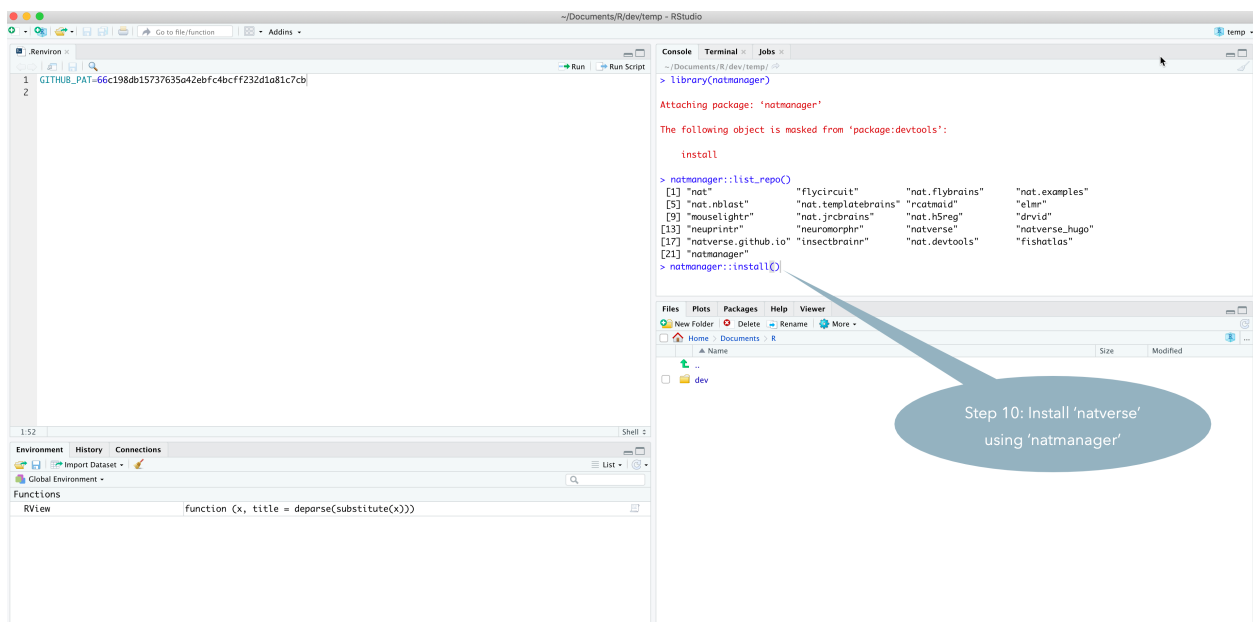 ~/Documents/R/dev/temp - RStudio
Go to file/function
Addins
temp
.Renviron
Run
Run Script
1 GITHUB_PAT=66c198db15737635a42ebfc4bcff232d1a81c7cb
2
1:52
Shell
Environment History Connections
Import Dataset
List
Global Environment
Functions
RView function (x, title = deparse(substitute(x)))
Console Terminal Jobs
~/Documents/R/dev/temp/
> library(natmanager)
Attaching package: ‘natmanager’
The following object is masked from ‘package:devtools’:
install
> natmanager::list_repo()
[1] "nat" "flycircuit" "nat.flybrains" "nat.examples"
[5] "nat.nblast" "nat.templatebrains" "rcatmaid" "elmr"
[9] "mouselightr" "nat.jrcbrains" "nat.h5reg" "drvid"
[13] "neuprintr" "neuromorphr" "natverse" "natverse_hugo"
[17] "natverse.github.io" "insectbrainr" "nat.devtools" "fishatlas"
[21] "natmanager"
> natmanager::install()
Files Plots Packages Help Viewer
New Folder Delete Rename More
Home Documents R ...
Name Size Modified
..
dev
Step 10: Install ‘natverse’
using ‘natmanager’